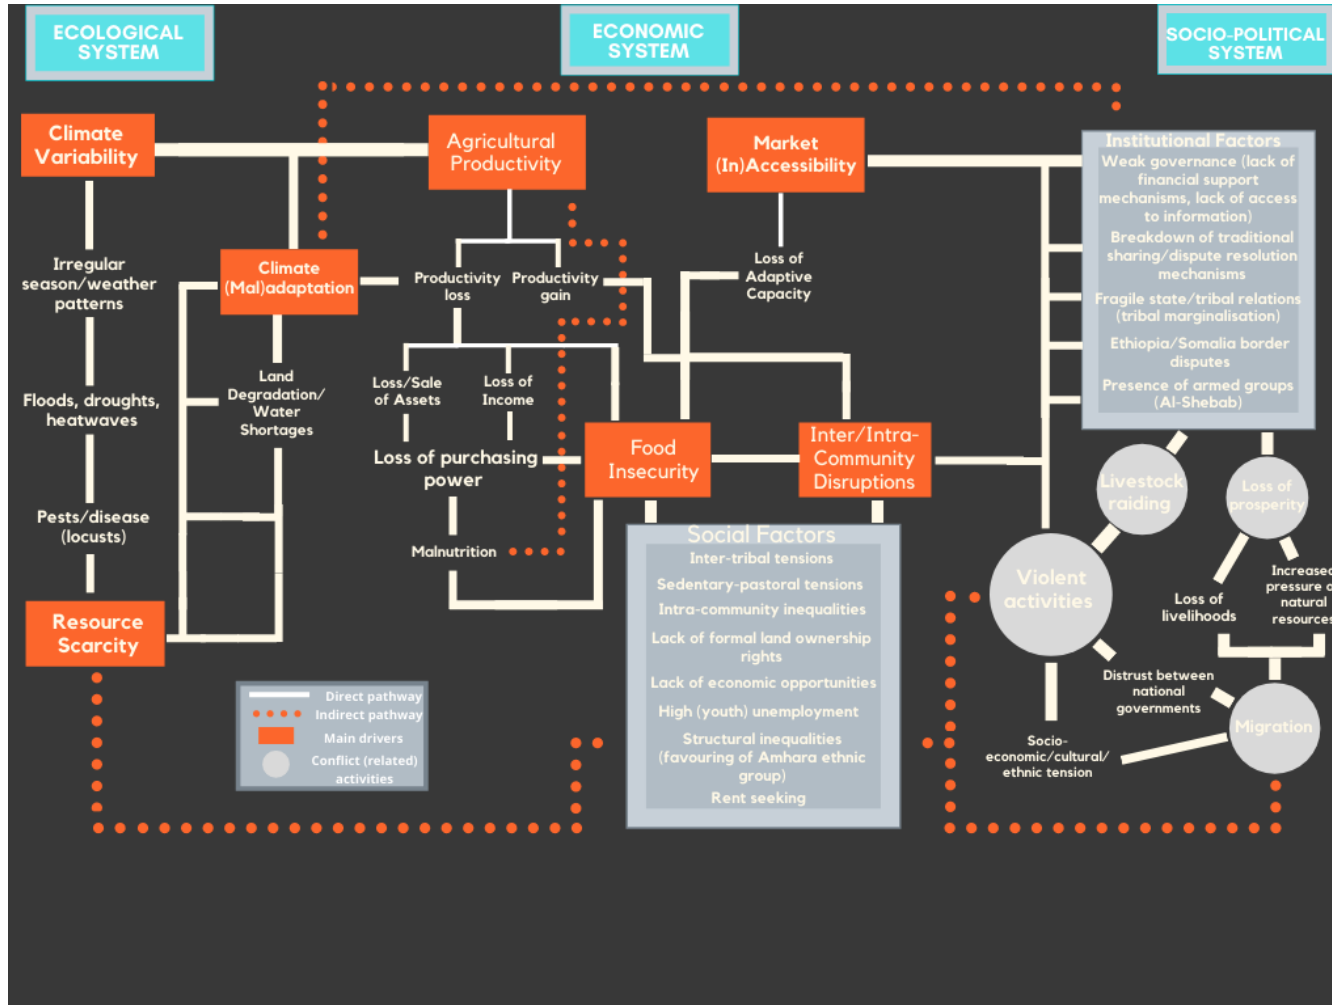 ECOLOGICAL
SYSTEM
ECONOMIC
SYSTEM
SOCIO-POLITICAL
SYSTEM
Climate
Variability
Agricultural
Productivity
Market
(In)Accessibility
Institutional Factors
Weak governance (lack of
financial support
mechanisms, lack of access
to information)
Breakdown of traditional
sharing/dispute resolution
mechanisms
Fragile state/tribal relations
(tribal marginalisation)
Ethiopia/Somalia border
disputes
Presence of armed groups
(Al-Shebab)
Irregular
season/weather
patterns
Climate
(Mal)adaptation
Productivity
loss
Productivity
gain
Loss of
Adaptive
Capacity
Floods, droughts,
heatwaves
Land
Degradation/
Water
Shortages
Loss/Sale
of Assets
Loss of
Income
Loss of purchasing
power
Food
Insecurity
Inter/Intra-
Community
Disruptions
Livestock
raiding
Loss of
prosperity
Pests/disease
(locusts)
Malnutrition
Social Factors
Inter-tribal tensions
Sedentary-pastoral tensions
Intra-community inequalities
Lack of formal land ownership
rights
Lack of economic opportunities
High (youth) unemployment
Structural inequalities
(favouring of Amhara ethnic
group)
Rent seeking
Violent
activities
Loss of
livelihoods
Increased
pressure o
natural
resources
Resource
Scarcity
Distrust between
national
governments
Migration
Socio-
economic/cultural/
ethnic tension
Direct pathway
Indirect pathway
Main drivers
Conflict (related)
activities